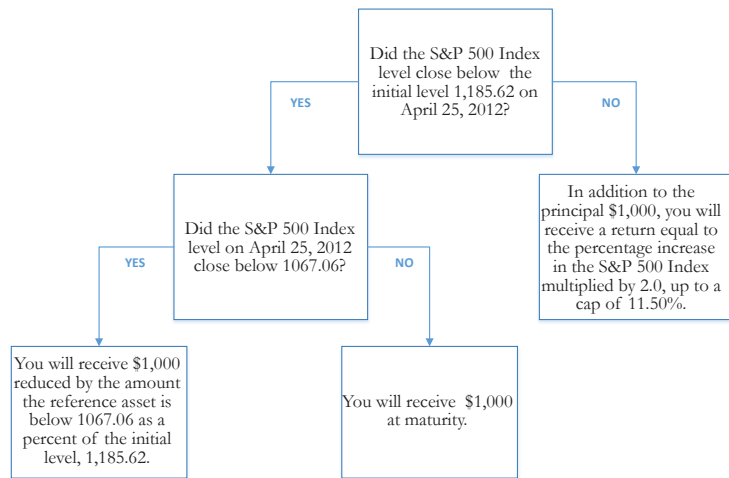 Did the S&P 500 Index
level close below the
initial level 1,185.62 on
April 25, 2012?
YES
NO
Did the S&P 500 Index
level on April 25, 2012
close below 1067.06?
In addition to the
principal $1,000, you will
receive a return equal to
the percentage increase
in the S&P 500 Index
multiplied by 2.0, up to a
cap of 11.50%.
YES
NO
You will receive $1,000
reduced by the amount
the reference asset is
below 1067.06 as a
percent of the initial
level, 1,185.62.
You will receive $1,000
at maturity.